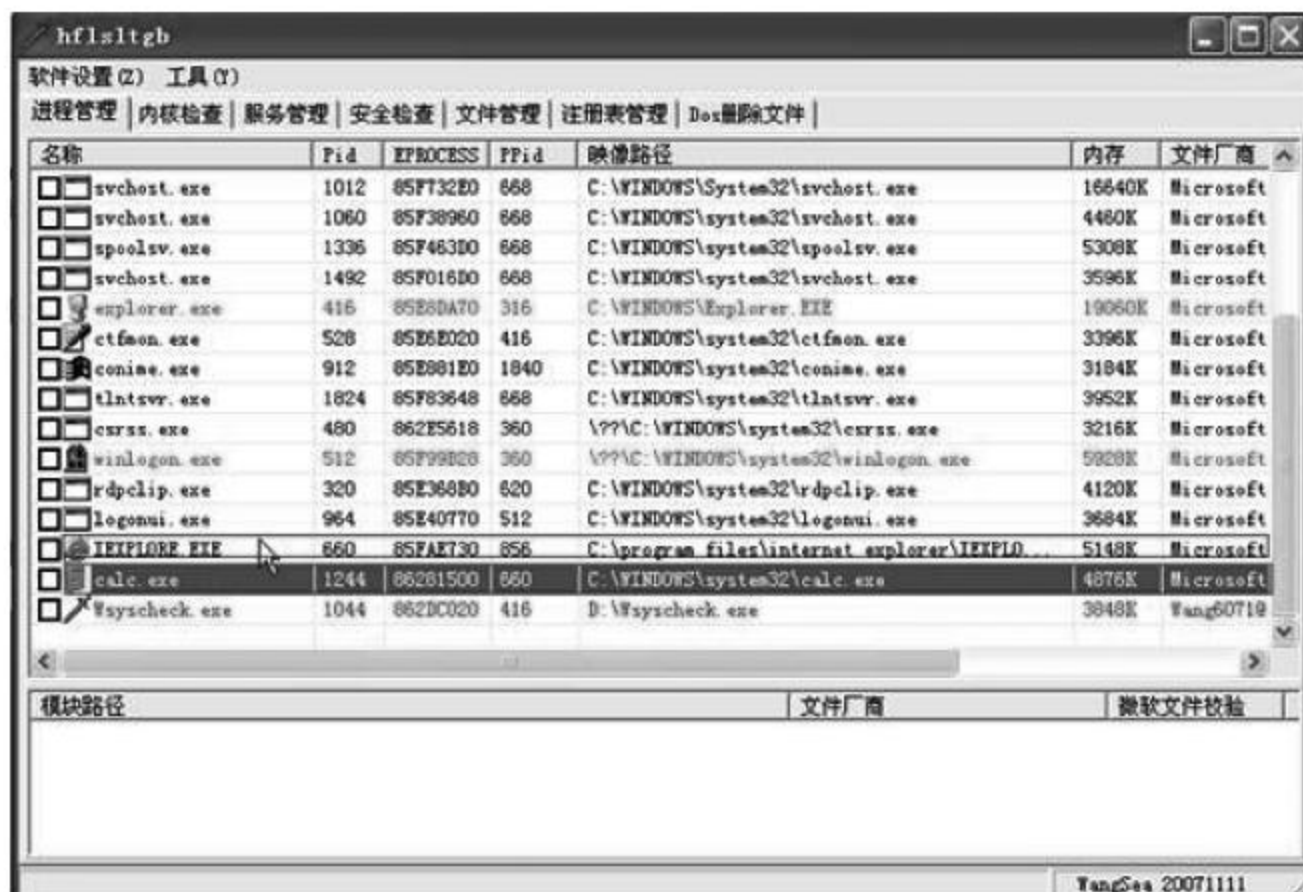 hflsltgb
软件设置(Z) 工具(Y)
进程管理 内核检查 服务管理 安全检查 文件管理 注册表管理 Dos删除文件
名称 Pid EPROCESS PPid 映像路径 内存 文件厂商
svchost.exe 1012 85F732E0 668 C:\WINDOWS\System32\svchost.exe 16640K Microsoft
svchost.exe 1060 85F38960 668 C:\WINDOWS\system32\svchost.exe 4460K Microsoft
spoolsv.exe 1336 85F463D0 668 C:\WINDOWS\system32\spoolsv.exe 5308K Microsoft
svchost.exe 1492 85F016D0 668 C:\WINDOWS\system32\svchost.exe 3596K Microsoft
explorer.exe 416 85E8DA70 316 C:\WINDOWS\Explorer.EXE 19060K Microsoft
ctfmon.exe 528 85E6E020 416 C:\WINDOWS\system32\ctfmon.exe 3396K Microsoft
conime.exe 912 85E881E0 1840 C:\WINDOWS\system32\conime.exe 3184K Microsoft
tlntsvr.exe 1824 85F83648 668 C:\WINDOWS\system32\tlntsvr.exe 3952K Microsoft
csrss.exe 480 862E5618 360 \??\C:\WINDOWS\system32\csrss.exe 3216K Microsoft
winlogon.exe 512 85F99B28 360 \??\C:\WINDOWS\system32\winlogon.exe 5928K Microsoft
rdpclip.exe 320 85E368B0 620 C:\WINDOWS\system32\rdpclip.exe 4120K Microsoft
logonui.exe 964 85E40770 512 C:\WINDOWS\system32\logonui.exe 3684K Microsoft
IEXPLORE.EXE 660 85FAE730 856 C:\program files\internet explorer\IEXPLO... 5148K Microsoft
calc.exe 1244 86281500 660 C:\WINDOWS\system32\calc.exe 4876K Microsoft
Wsyscheck.exe 1044 862DC020 416 D:\Wsyscheck.exe 3848K Wang6071@
模块路径 文件厂商 微软文件校验
WangSea 20071111